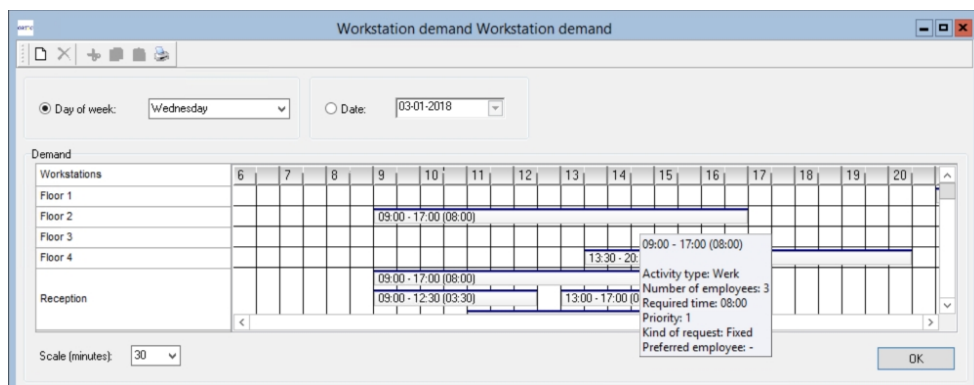 Workstation demand Workstation demand
Day of week: Wednesday Date: 03-01-2018
Demand
Workstations 6 7 8 9 10 11 12 13 14 15 16 17 18 19 20
Floor 1
Floor 2 09:00 - 17:00 (08:00)
Floor 3
Floor 4 13:30 - 20:
Reception
09:00 - 17:00 (08:00)
09:00 - 12:30 (03:30) 13:00 - 17:00 (0
09:00 - 17:00 (08:00)
Activity type: Werk
Number of employees: 3
Required time: 08:00
Priority: 1
Kind of request: Fixed
Preferred employee: -
Scale (minutes): 30
OK